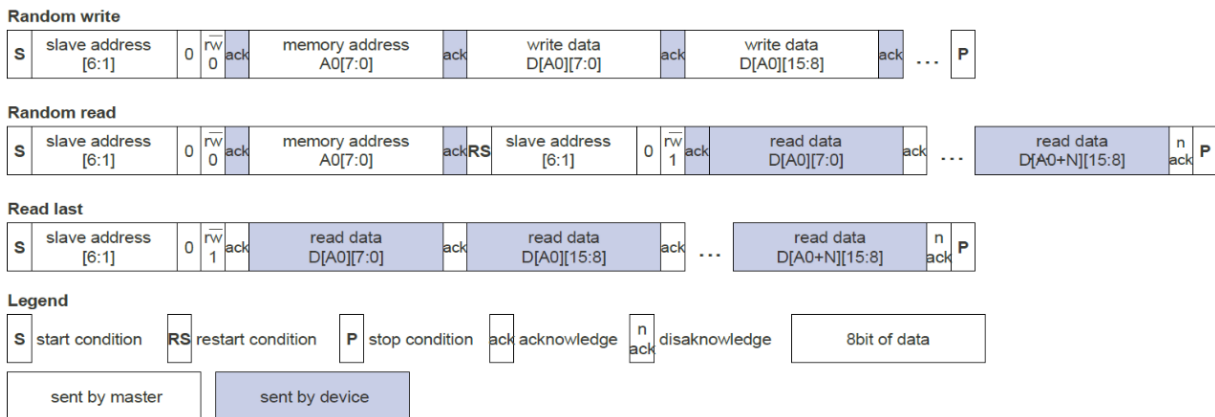 Random write
S slave address [6:1] 0 rw 0 ack memory address A0[7:0] ack write data D[A0][7:0] ack write data D[A0][15:8] ack ... P
Random read
S slave address [6:1] 0 rw 0 ack memory address A0[7:0] ack RS slave address [6:1] 0 rw 1 ack read data D[A0][7:0] ack ... read data D[A0+N][15:8] n ack P
Read last
S slave address [6:1] 0 rw 1 ack read data D[A0][7:0] ack read data D[A0][15:8] ack ... read data D[A0+N][15:8] n ack P
Legend
S start condition RS restart condition P stop condition ack acknowledge n ack disaknowledge 8bit of data
sent by master sent by device